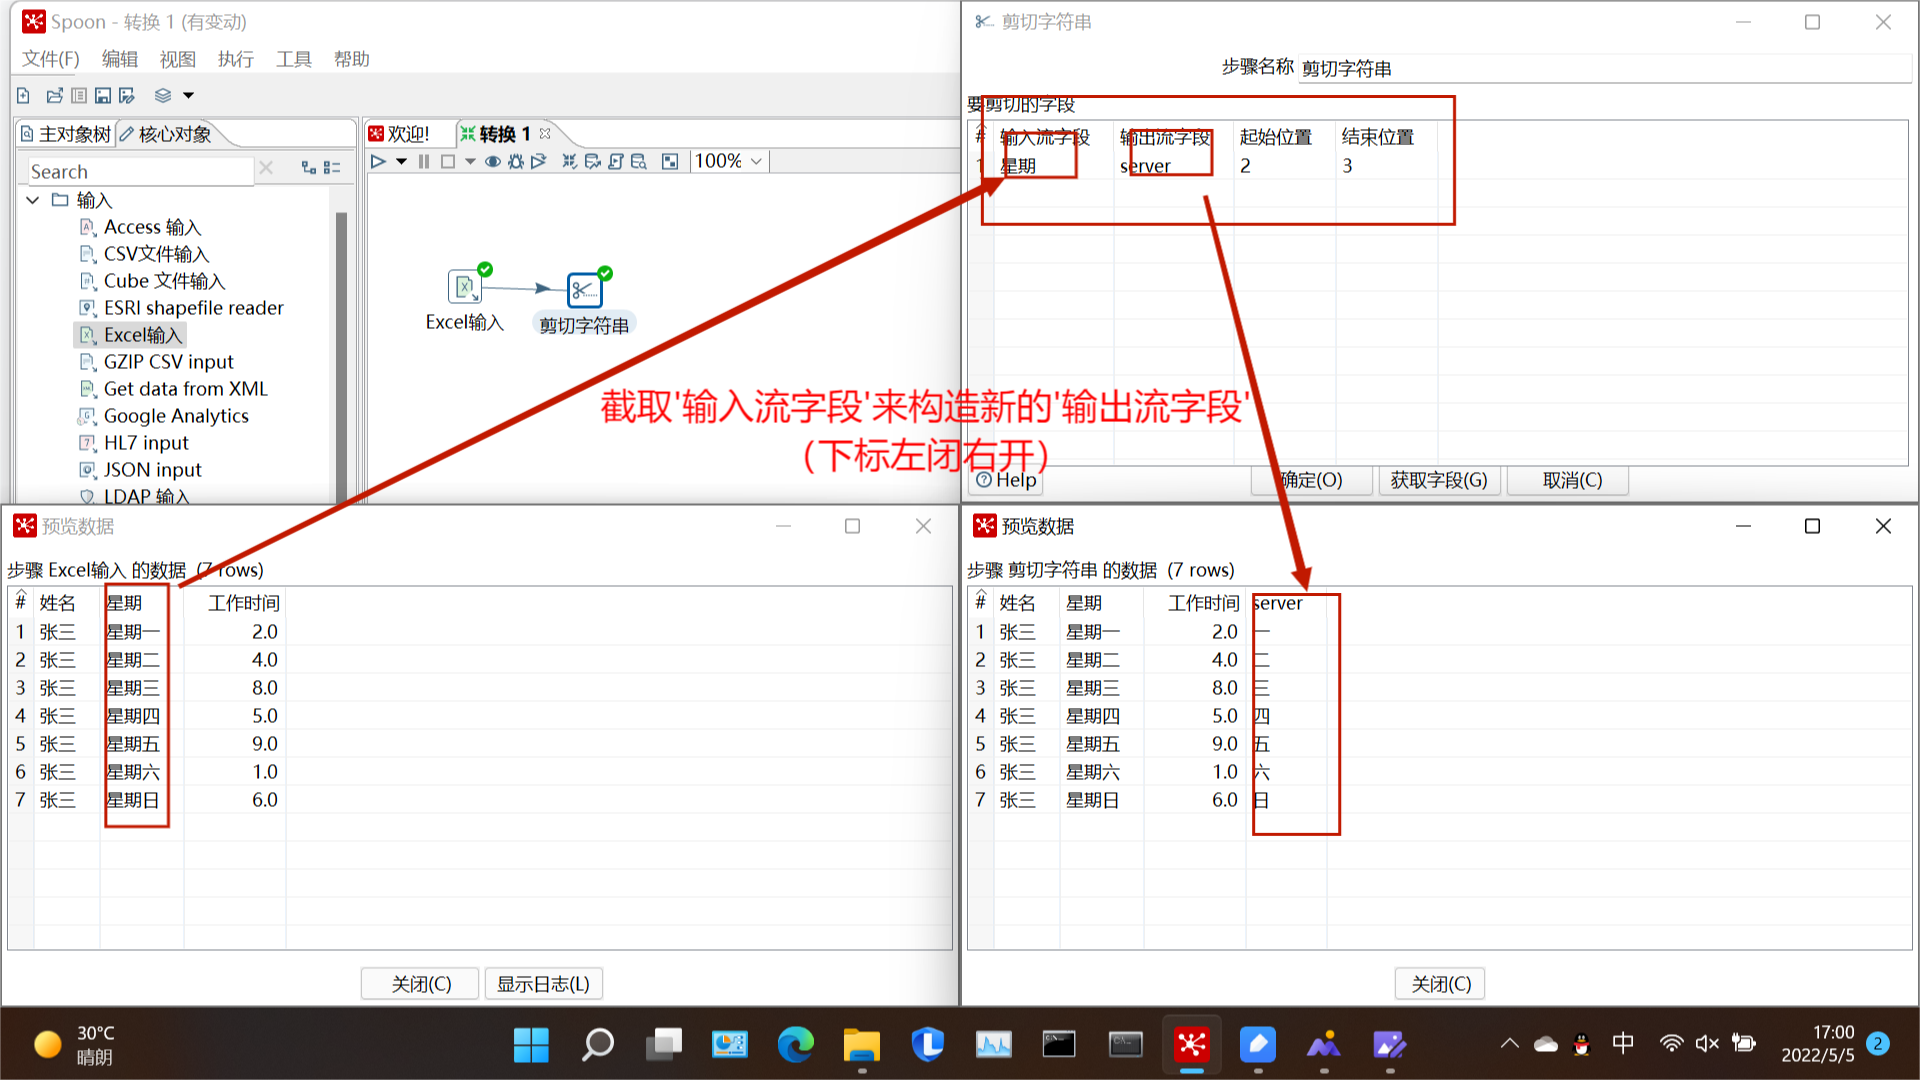 Spoon - 转换 1 (有变动)
文件(F) 编辑 视图 执行 工具 帮助
主对象树 核心对象
Search
输入
Access 输入
CSV文件输入
Cube 文件输入
ESRI shapefile reader
Excel输入
GZIP CSV input
Get data from XML
Google Analytics
HL7 input
JSON input
LDAP 输入
欢迎! 转换 1
100%
Excel输入 剪切字符串
剪切字符串
步骤名称 剪切字符串
要剪切的字段
# 输入流字段 输出流字段 起始位置 结束位置
1 星期 server 2 3
截取'输入流字段'来构造新的'输出流字段'
（下标左闭右开）
Help 确定(O) 获取字段(G) 取消(C)
预览数据
步骤 Excel输入 的数据 (7 rows)
# 姓名 星期 工作时间
1 张三 星期一 2.0
2 张三 星期二 4.0
3 张三 星期三 8.0
4 张三 星期四 5.0
5 张三 星期五 9.0
6 张三 星期六 1.0
7 张三 星期日 6.0
关闭(C) 显示日志(L)
预览数据
步骤 剪切字符串 的数据 (7 rows)
# 姓名 星期 工作时间 server
1 张三 星期一 2.0 一
2 张三 星期二 4.0 二
3 张三 星期三 8.0 三
4 张三 星期四 5.0 四
5 张三 星期五 9.0 五
6 张三 星期六 1.0 六
7 张三 星期日 6.0 日
关闭(C)
30°C
晴朗
中
17:00
2022/5/5
2